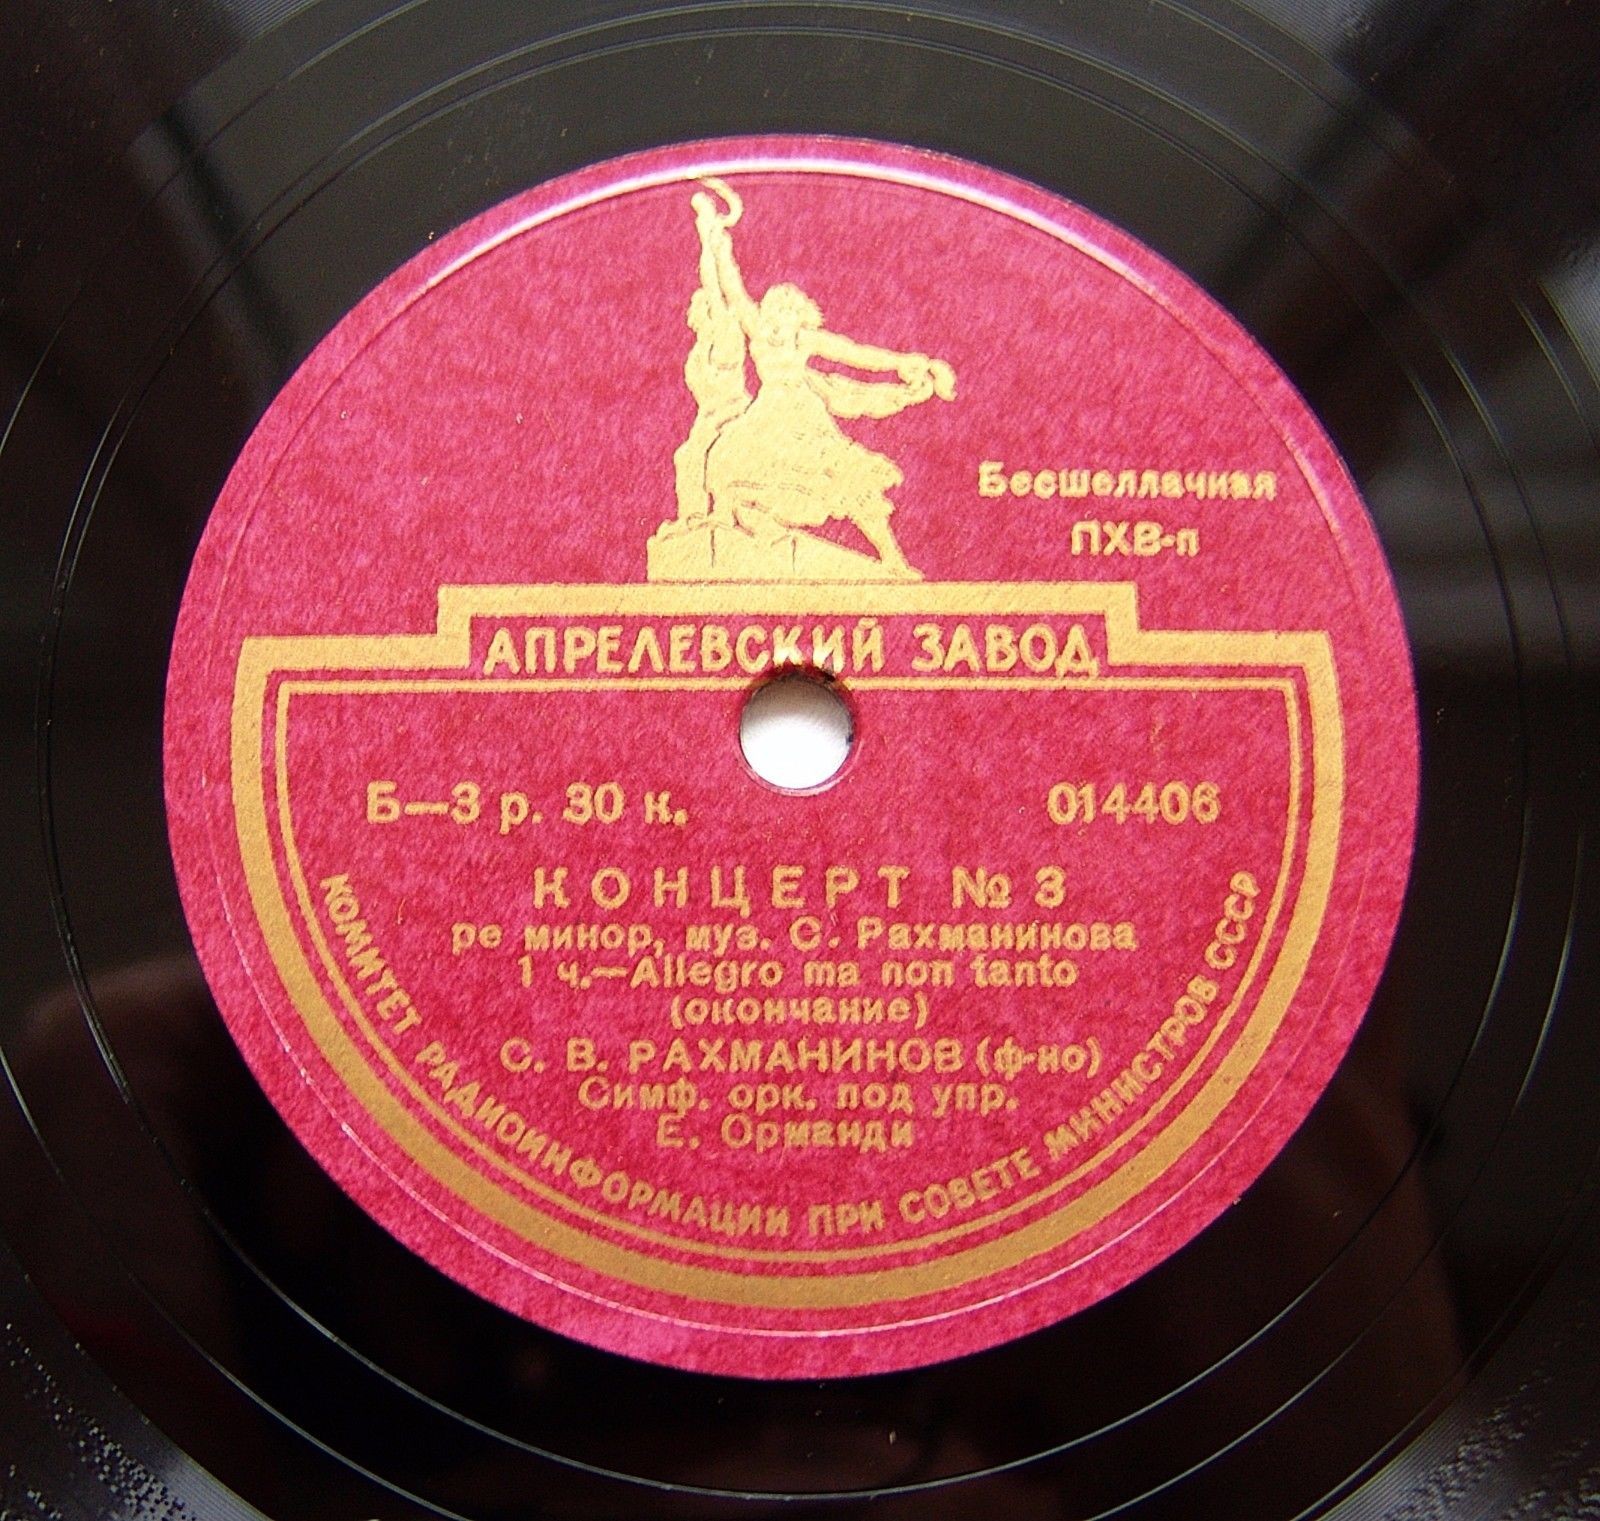 Бесшеллачная
ПХВ-п
АПРЕЛЕВСКИЙ ЗАВОД
Б—3 р. 30 к.
014406
КОНЦЕРТ № 3
ре минор, муз. С. Рахманинова
1 ч.—Allegro ma non tanto
(окончание)
С. В. РАХМАНИНОВ (ф-но)
Симф. орк. под упр.
Е. Орманди
КОМИТЕТ РАДИОИНФОРМАЦИИ ПРИ СОВЕТЕ МИНИСТРОВ СССР